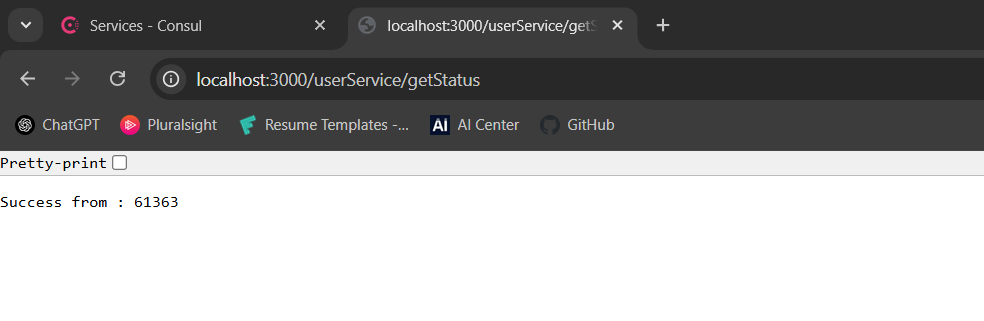 Services - Consul
localhost:3000/userService/getS
localhost:3000/userService/getStatus
ChatGPT Pluralsight Resume Templates -... AI AI Center GitHub
Pretty-print
Success from : 61363